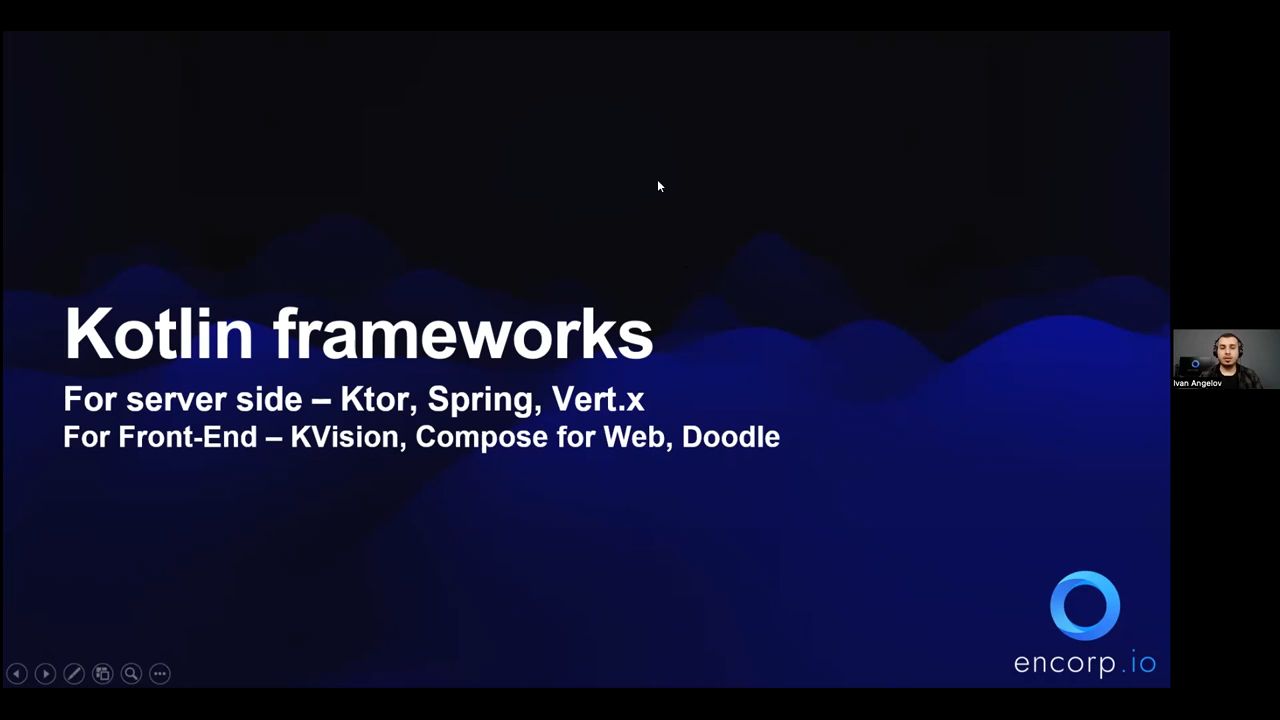 Kotlin frameworks
For server side – Ktor, Spring, Vert.x
For Front-End – KVision, Compose for Web, Doodle
Ivan Angelov
encorp.io